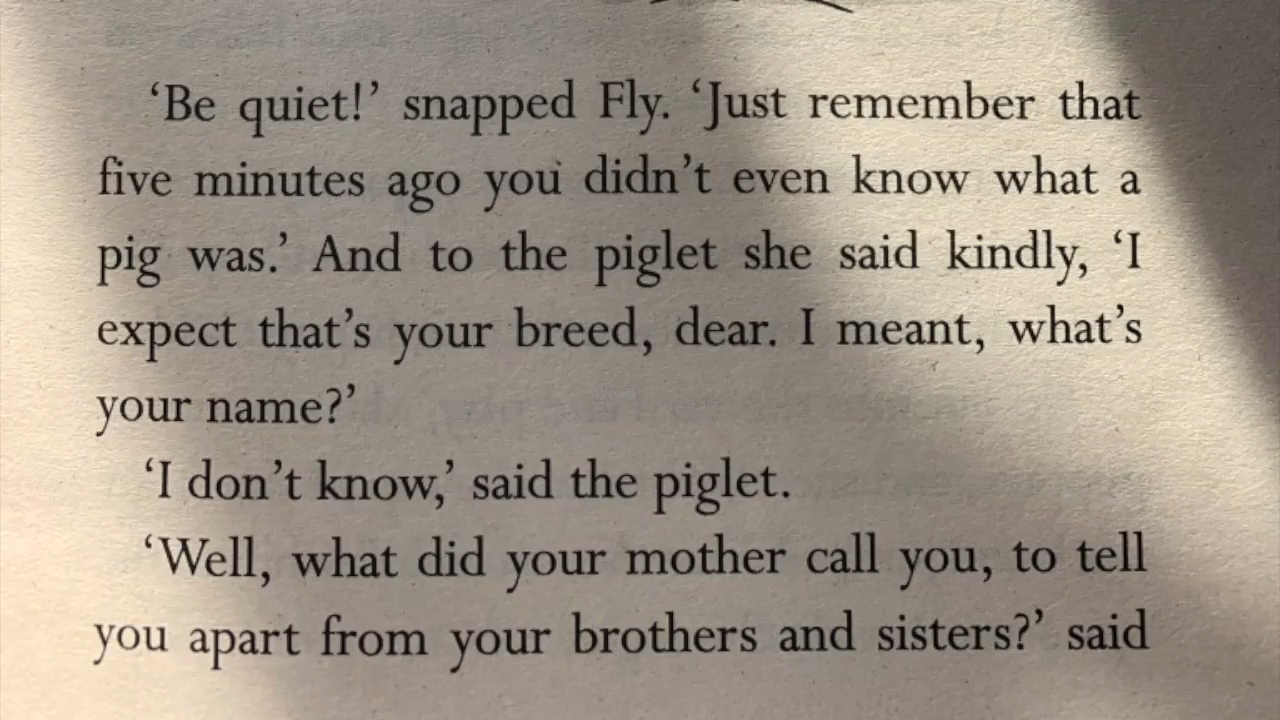 ‘Be quiet!’ snapped Fly. ‘Just remember that
five minutes ago you didn’t even know what a
pig was.’ And to the piglet she said kindly, ‘I
expect that’s your breed, dear. I meant, what’s
your name?’
‘I don’t know,’ said the piglet.
‘Well, what did your mother call you, to tell
you apart from your brothers and sisters?’ said